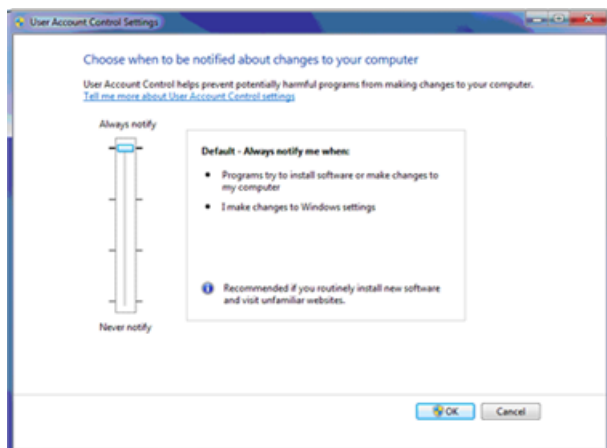 User Account Control Settings
Choose when to be notified about changes to your computer
User Account Control helps prevent potentially harmful programs from making changes to your computer.
Tell me more about User Account Control settings
Always notify
Default - Always notify me when:
Programs try to install software or make changes to
my computer
I make changes to Windows settings
Recommended if you routinely install new software
and visit unfamiliar websites.
Never notify
OK
Cancel